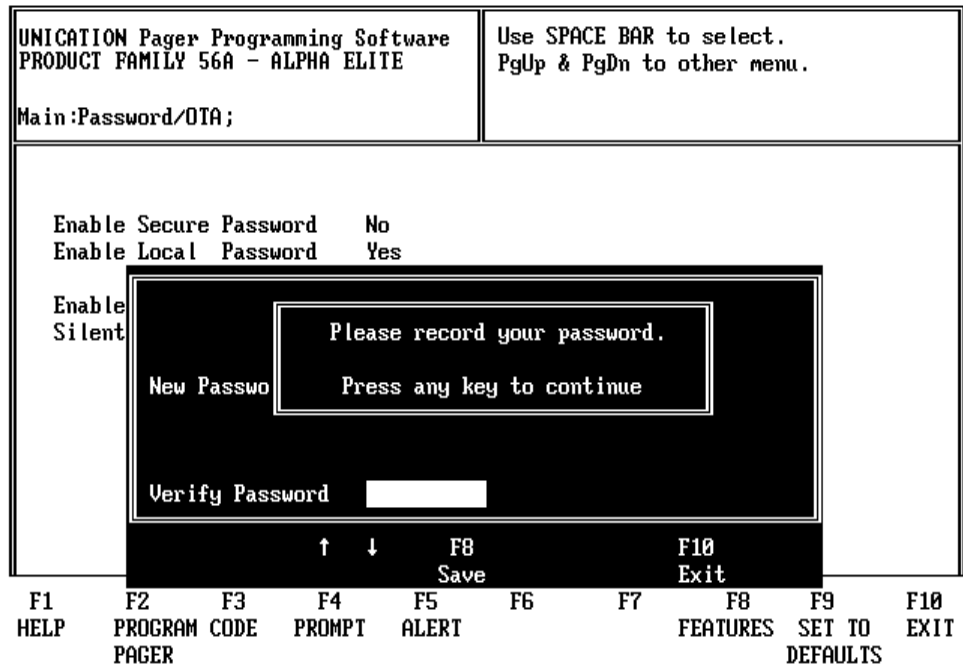 UNICATION Pager Programming Software
PRODUCT FAMILY 56A - ALPHA ELITE
Main:Password/OTA;
Use SPACE BAR to select.
PgUp & PgDn to other menu.
Enable Secure Password No
Enable Local Password Yes
Enable
Silent
Please record your password.
Press any key to continue
New Passwo
Verify Password
↑ ↓ F8 F10
Save Exit
F1 F2 F3 F4 F5 F6 F7 F8 F9 F10
HELP PROGRAM CODE PROMPT ALERT FEATURES SET TO EXIT
PAGER DEFAULTS